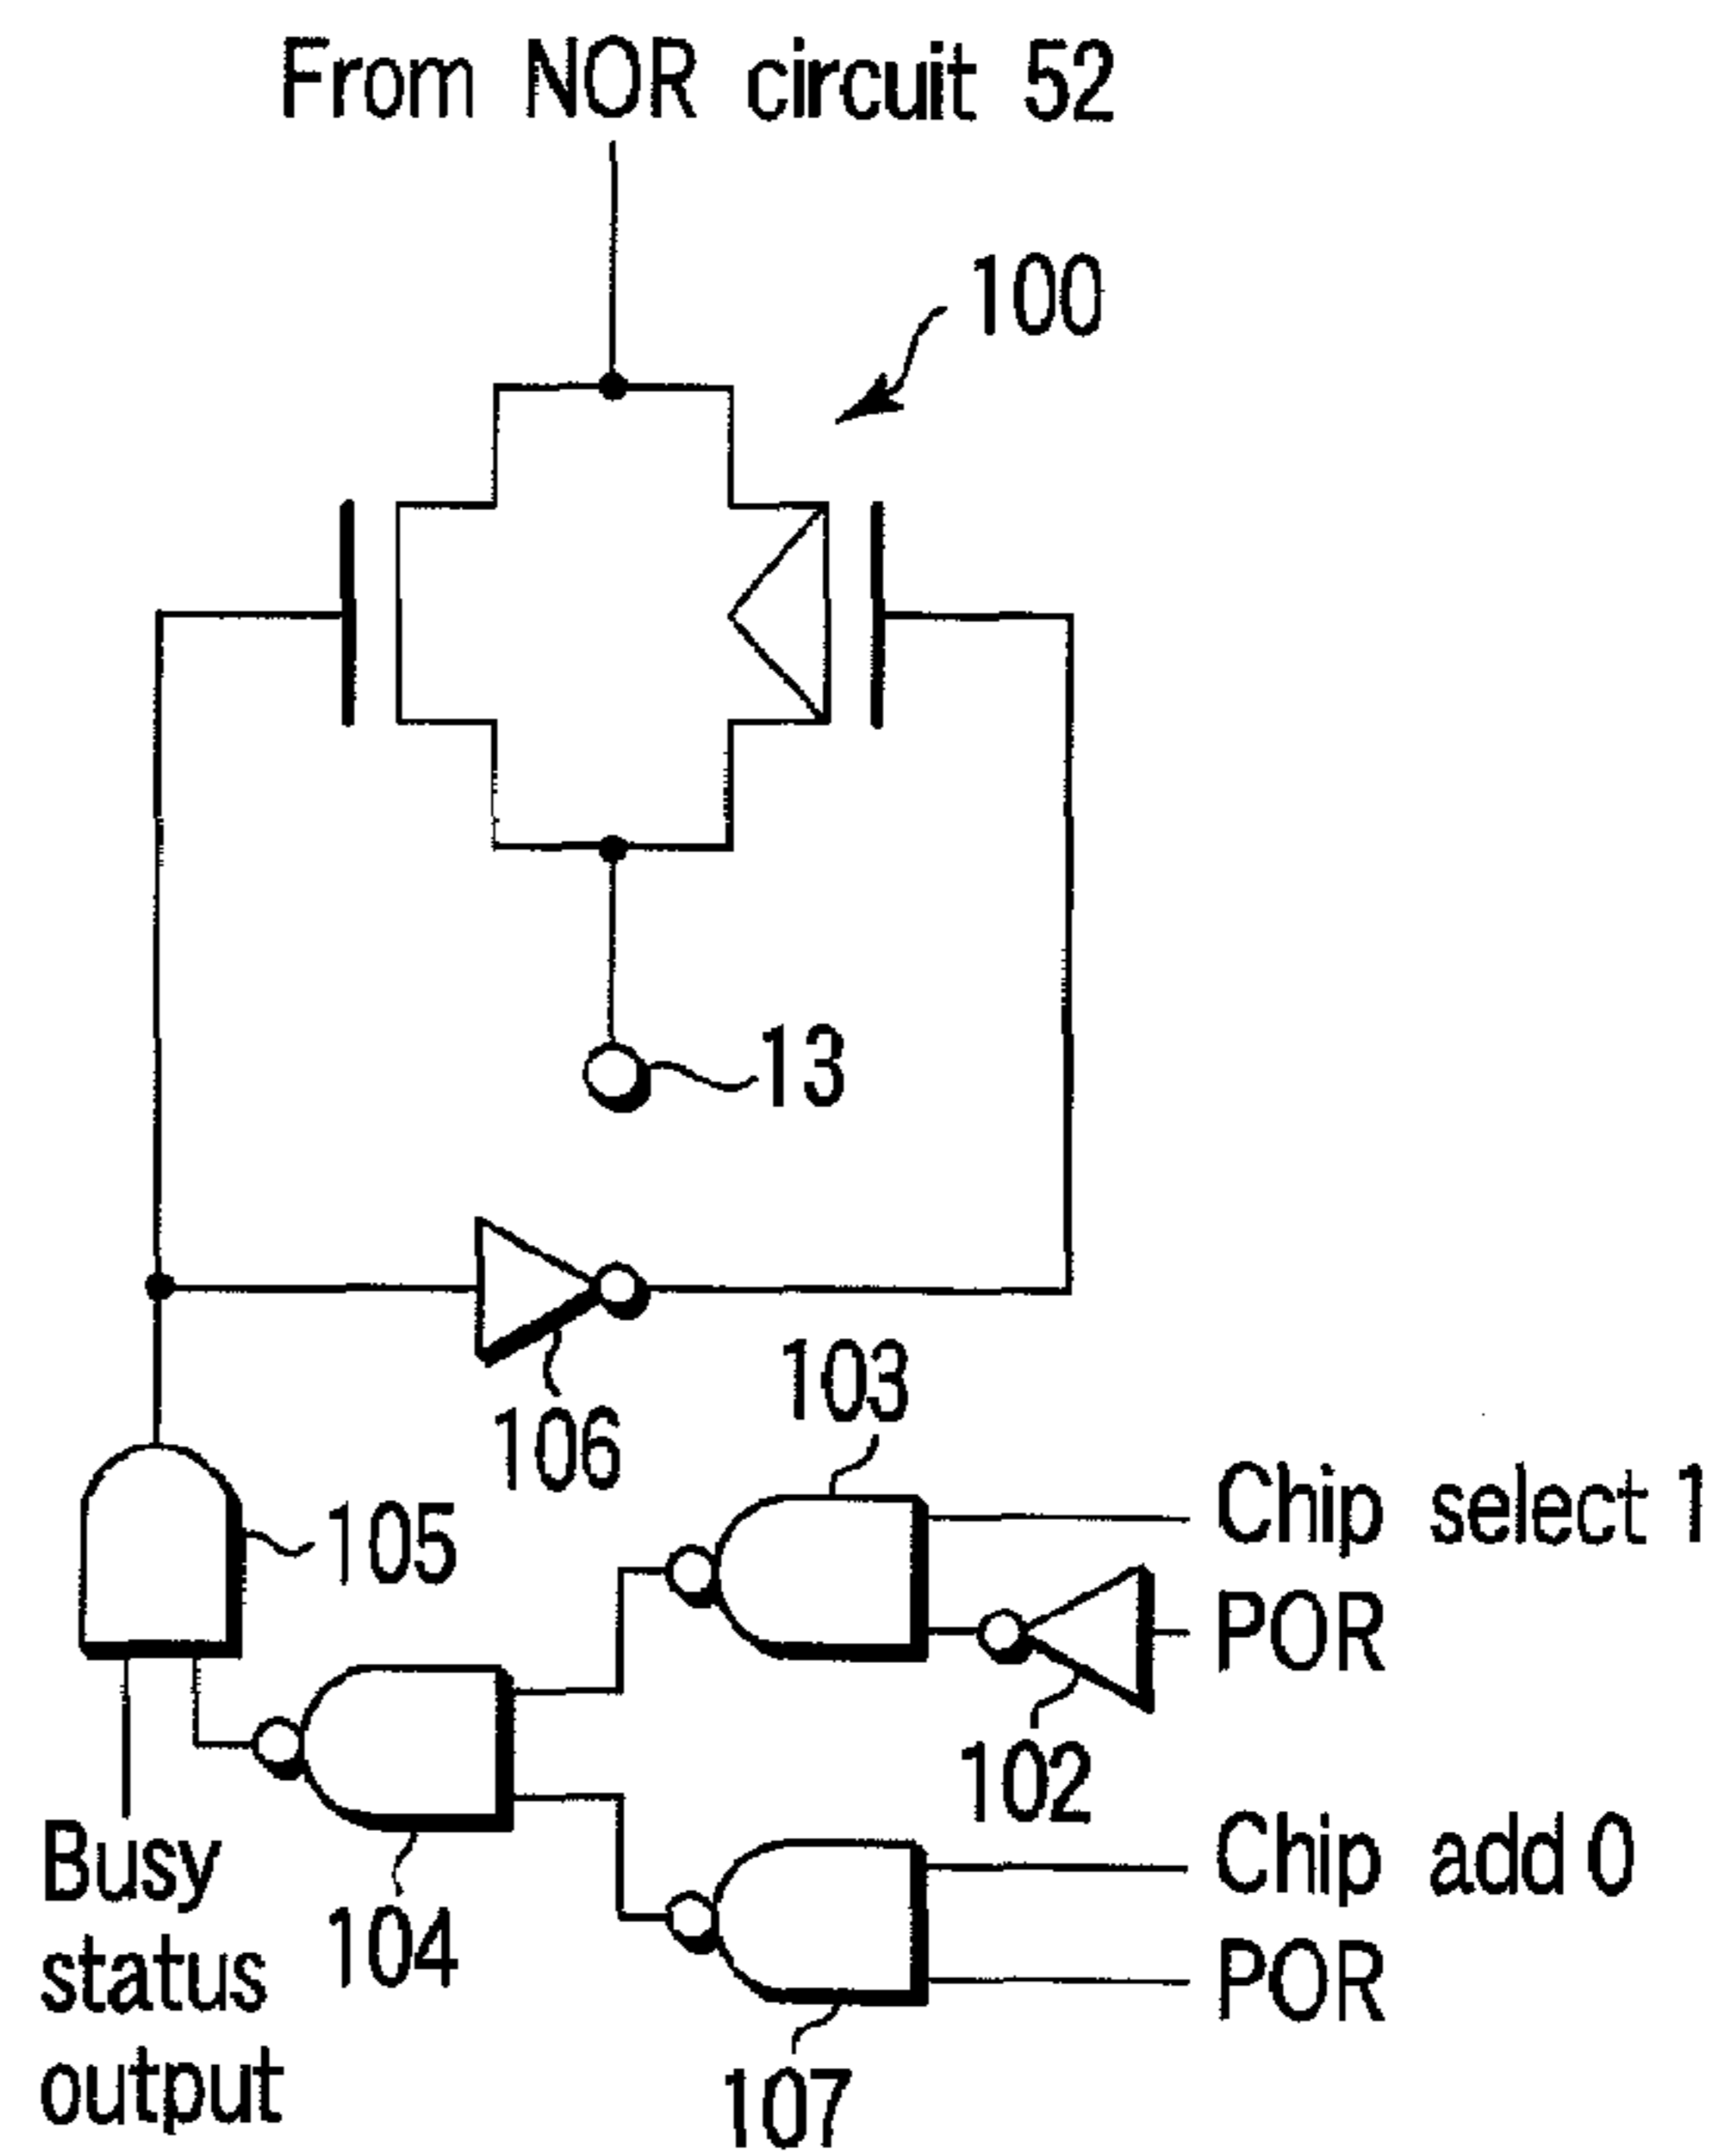 From NOR circuit 52
100
13
106
103
105
Chip select 1
POR
102
104
Chip add 0
POR
107
Busy
status
output